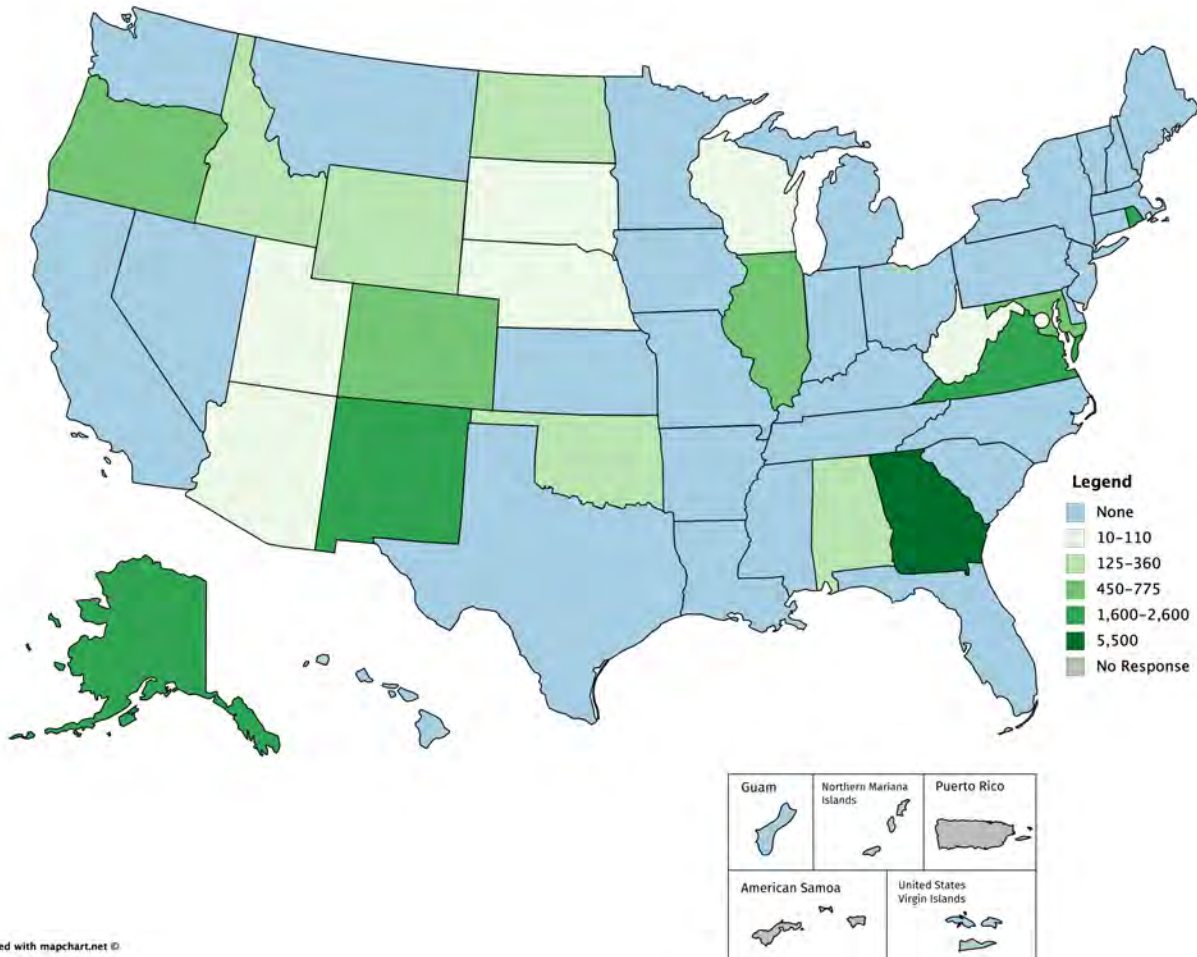 Legend
None
10–110
125–360
450–775
1,600–2,600
5,500
No Response
Guam
Northern Mariana
Islands
Puerto Rico
American Samoa
United States
Virgin Islands
ed with mapchart.net ©